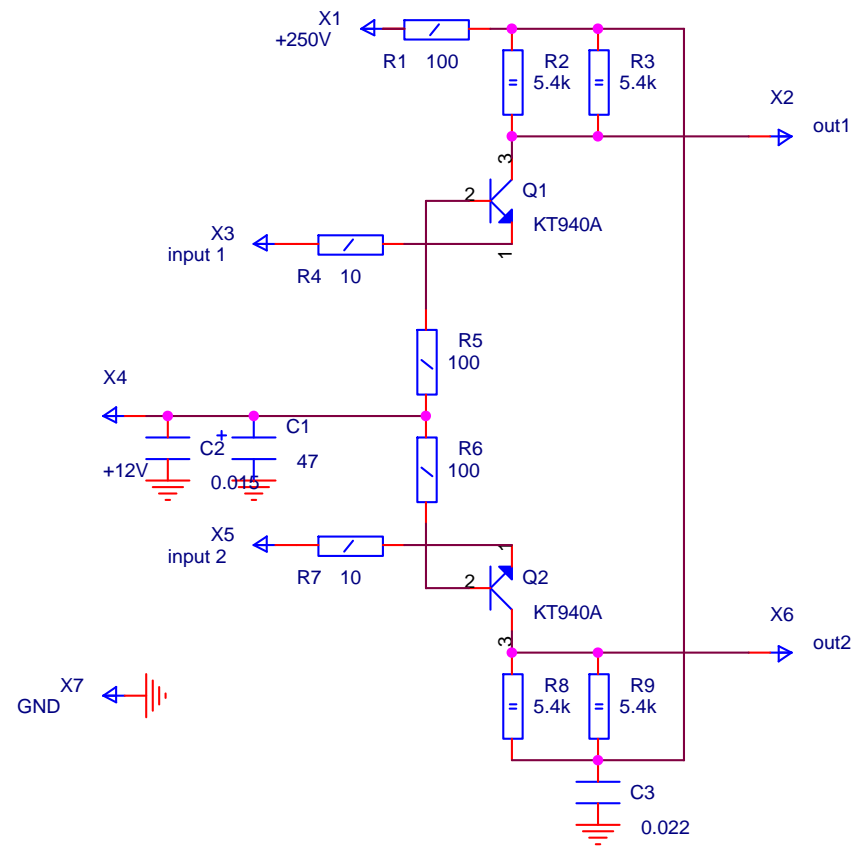 X1
+250V
R1 100
R2
5.4k
R3
5.4k
X2
out1
3
2
Q1
KT940A
1
X3
input 1
R4 10
R5
100
X4
C1
47
C2
+
+12V
0.015
R6
100
X5
input 2
R7 10
1
2
Q2
KT940A
3
X6
out2
X7
GND
R8
5.4k
R9
5.4k
C3
0.022